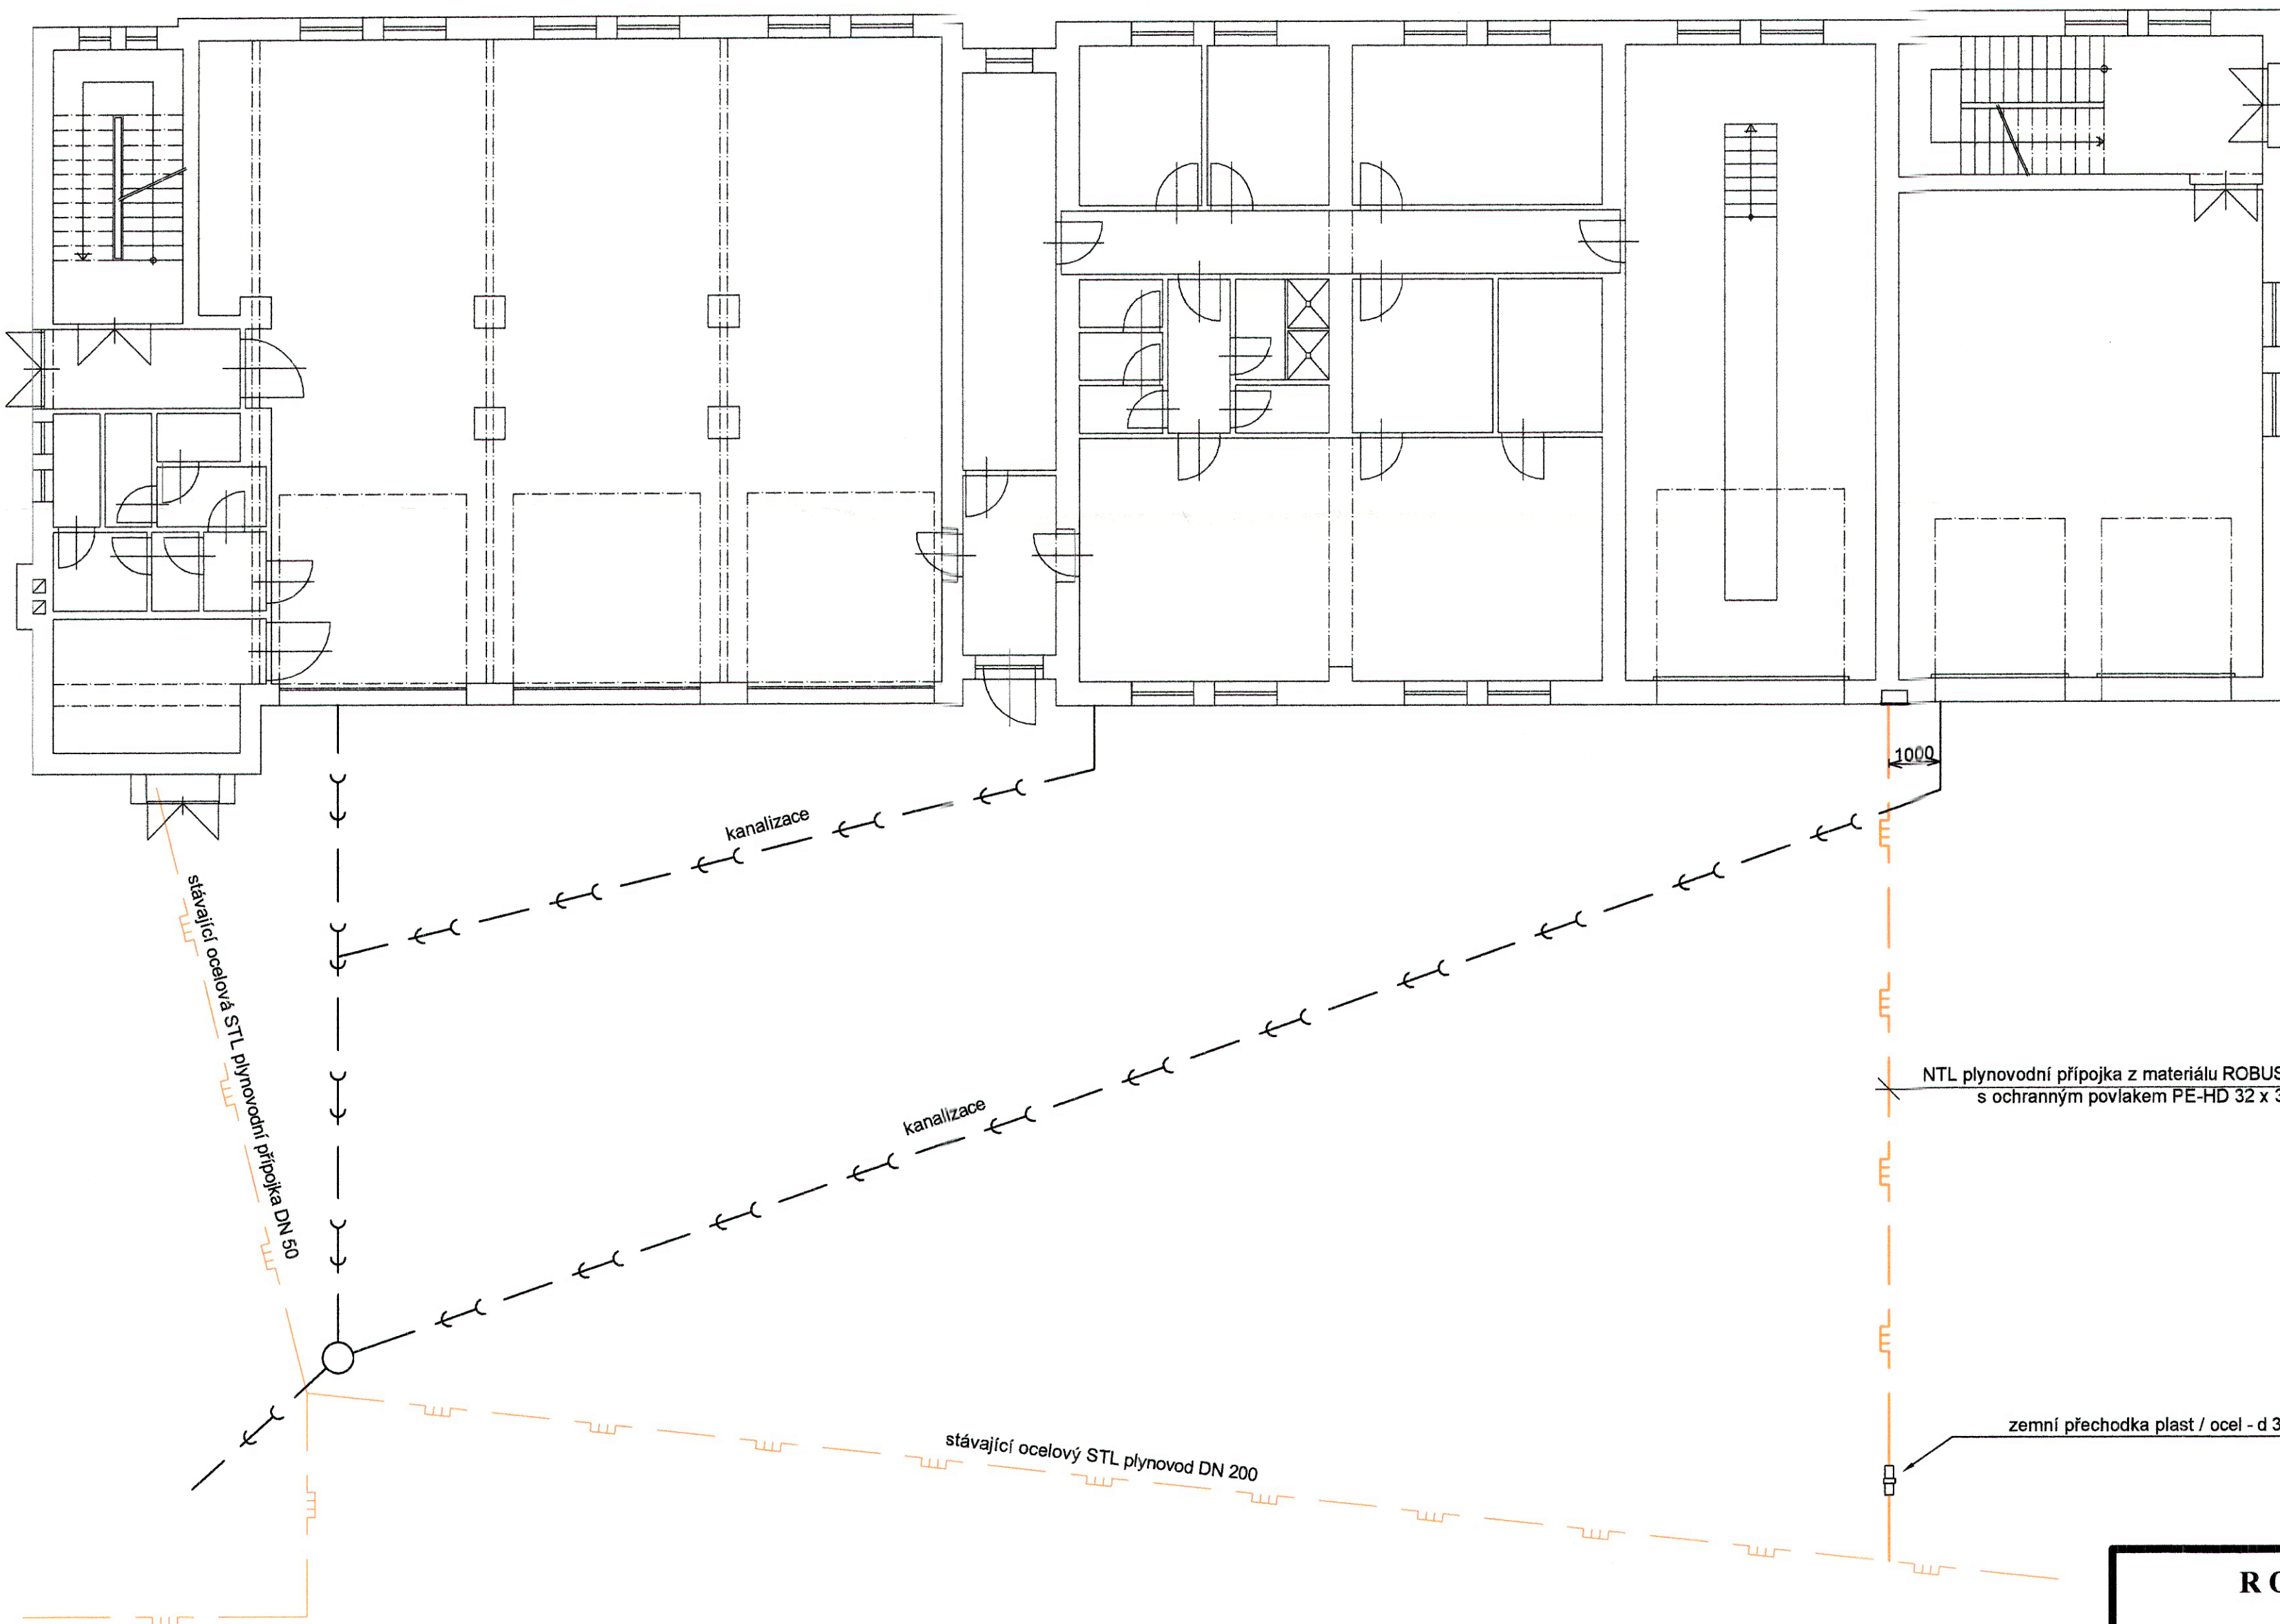 1000
kanalizace
stávající ocelová STL plynovodní přípojka DN 50
kanalizace
NTL plynovodní přípojka z materiálu ROBUS
s ochranným povlakem PE-HD 32 x 3
zemní přechodka plast / ocel - d 3
stávající ocelový STL plynovod DN 200
R O